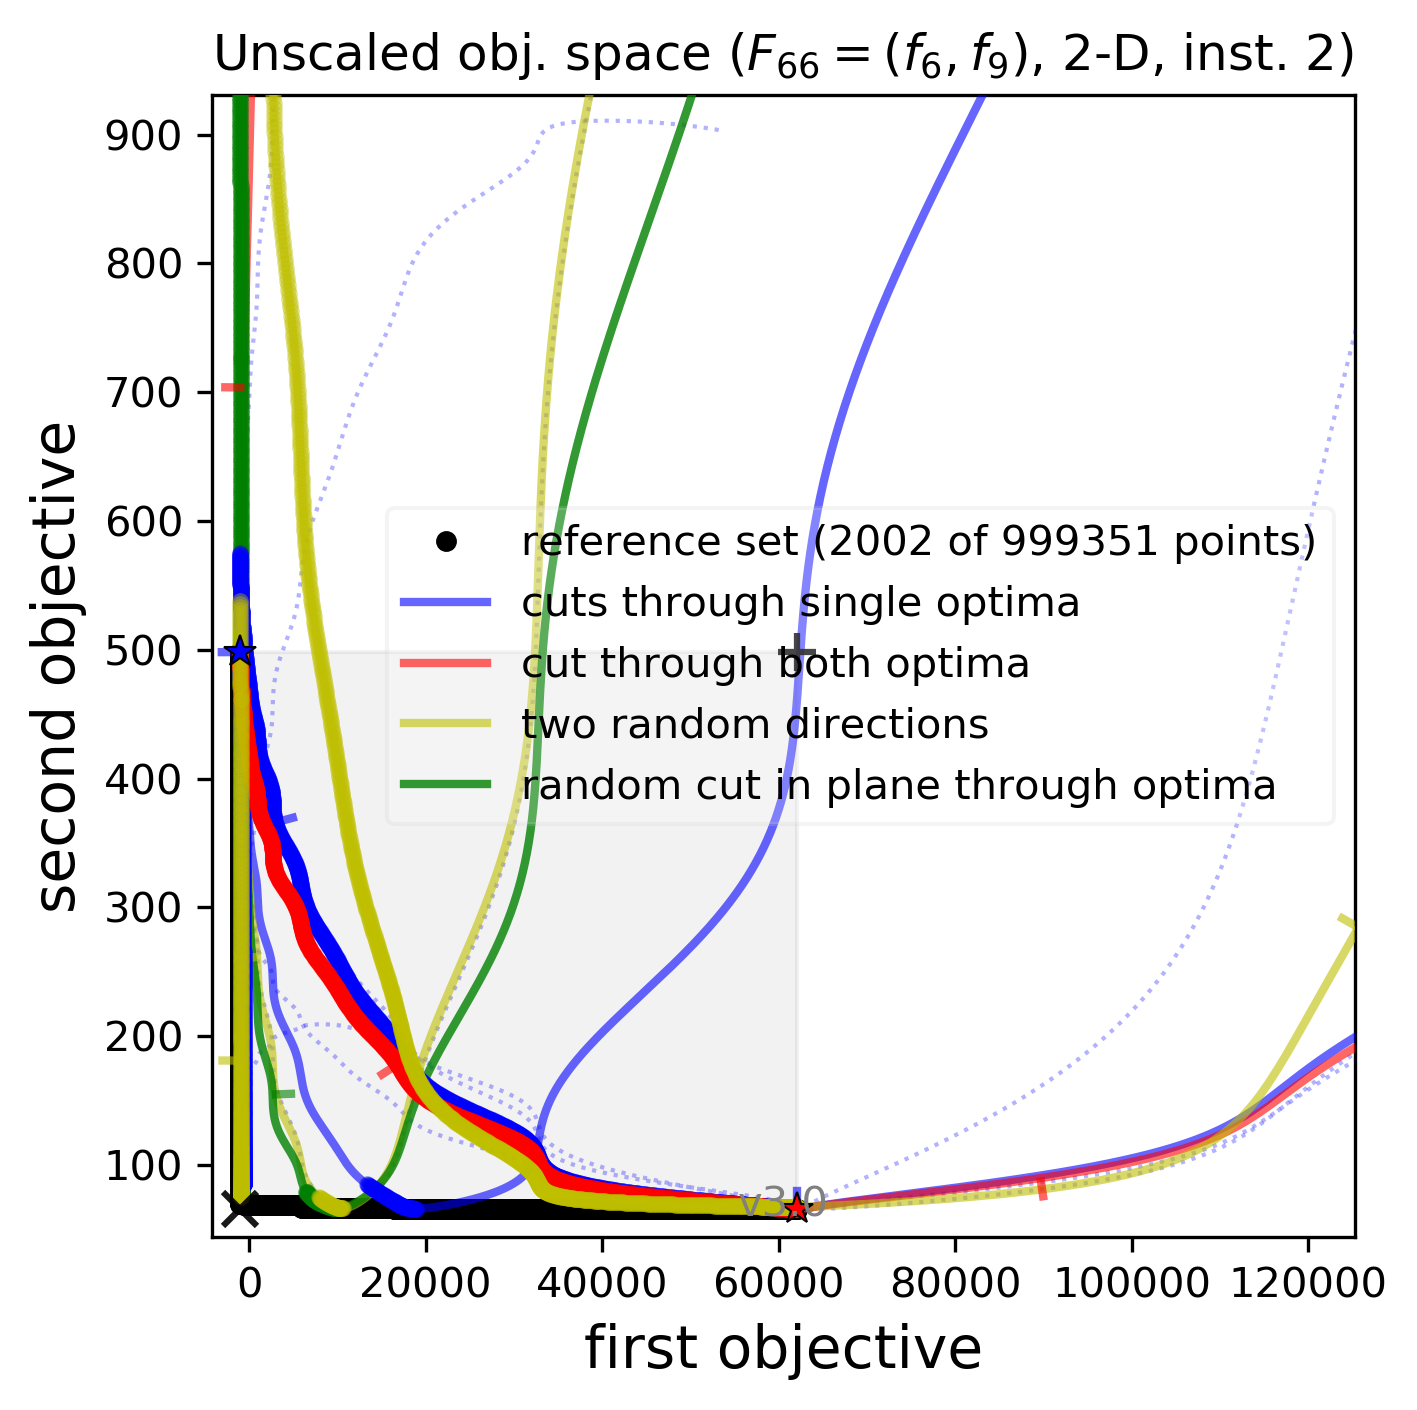 Unscaled obj. space (F66 = (f6, f9), 2-D, inst. 2)
900
800
700
600
500
400
300
200
100
second objective
reference set (2002 of 999351 points)
cuts through single optima
cut through both optima
two random directions
random cut in plane through optima
v3.0
0 20000 40000 60000 80000 100000 120000
first objective